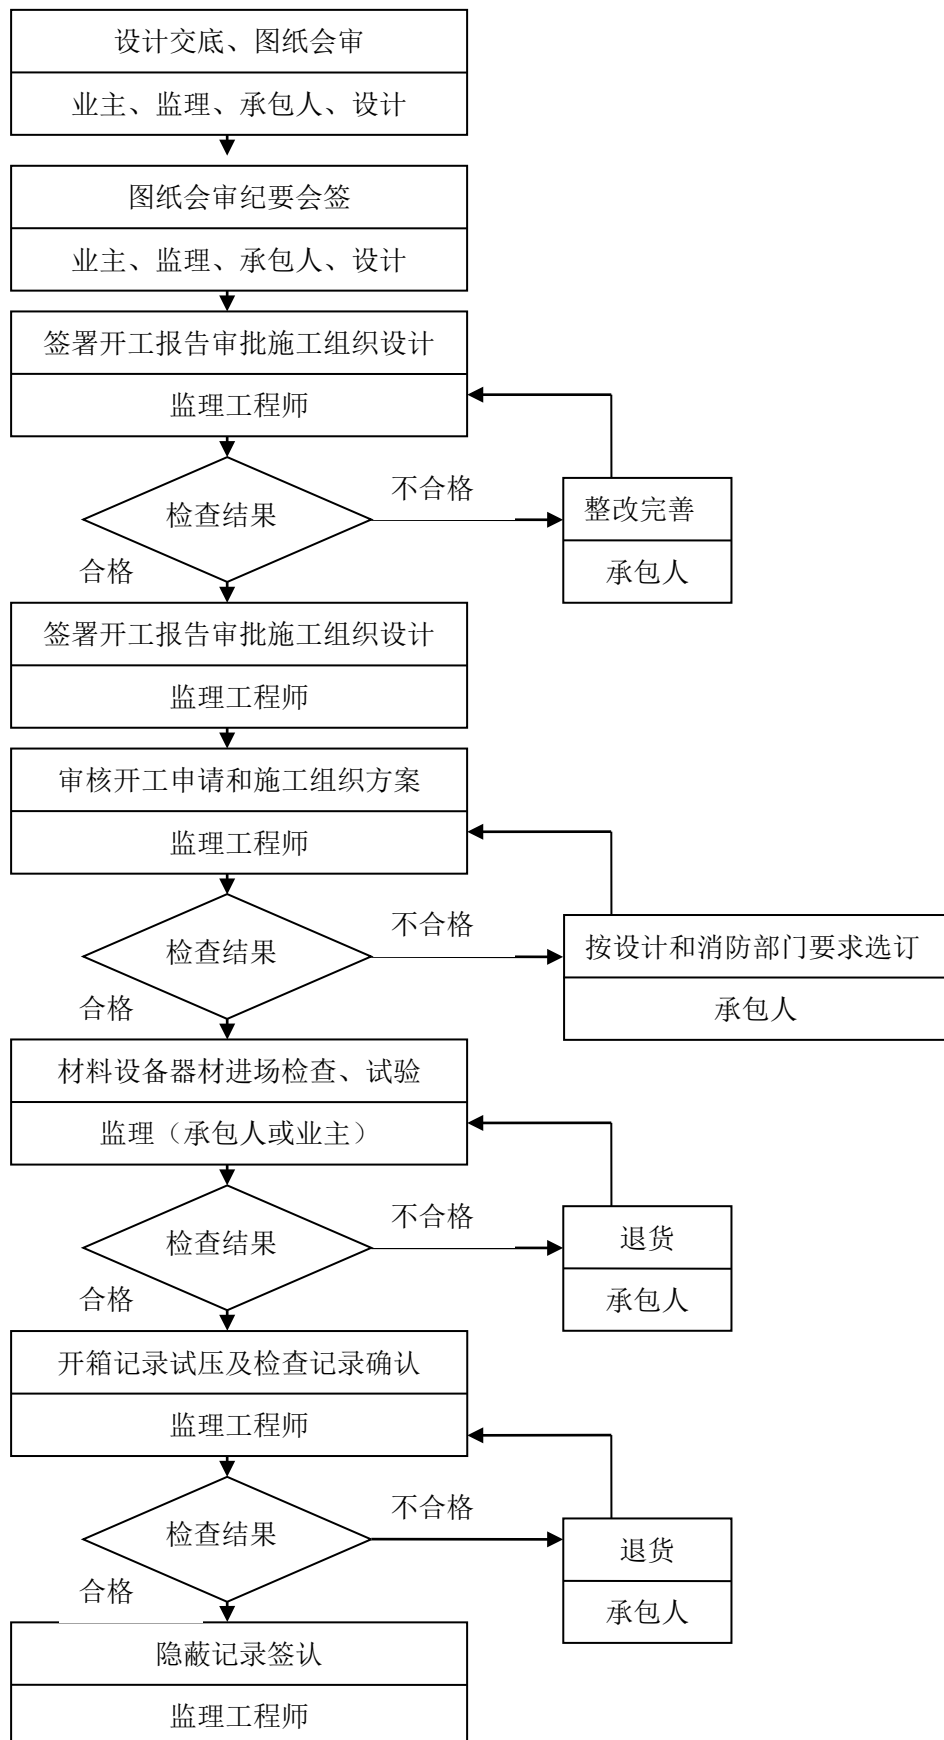 设计交底、图纸会审
业主、监理、承包人、设计
图纸会审纪要会签
业主、监理、承包人、设计
签署开工报告审批施工组织设计
监理工程师
检查结果
不合格
整改完善
承包人
合格
签署开工报告审批施工组织设计
监理工程师
审核开工申请和施工组织方案
监理工程师
检查结果
不合格
按设计和消防部门要求选订
承包人
合格
材料设备器材进场检查、试验
监理（承包人或业主）
检查结果
不合格
退货
承包人
合格
开箱记录试压及检查记录确认
监理工程师
检查结果
不合格
退货
承包人
合格
隐蔽记录签认
监理工程师